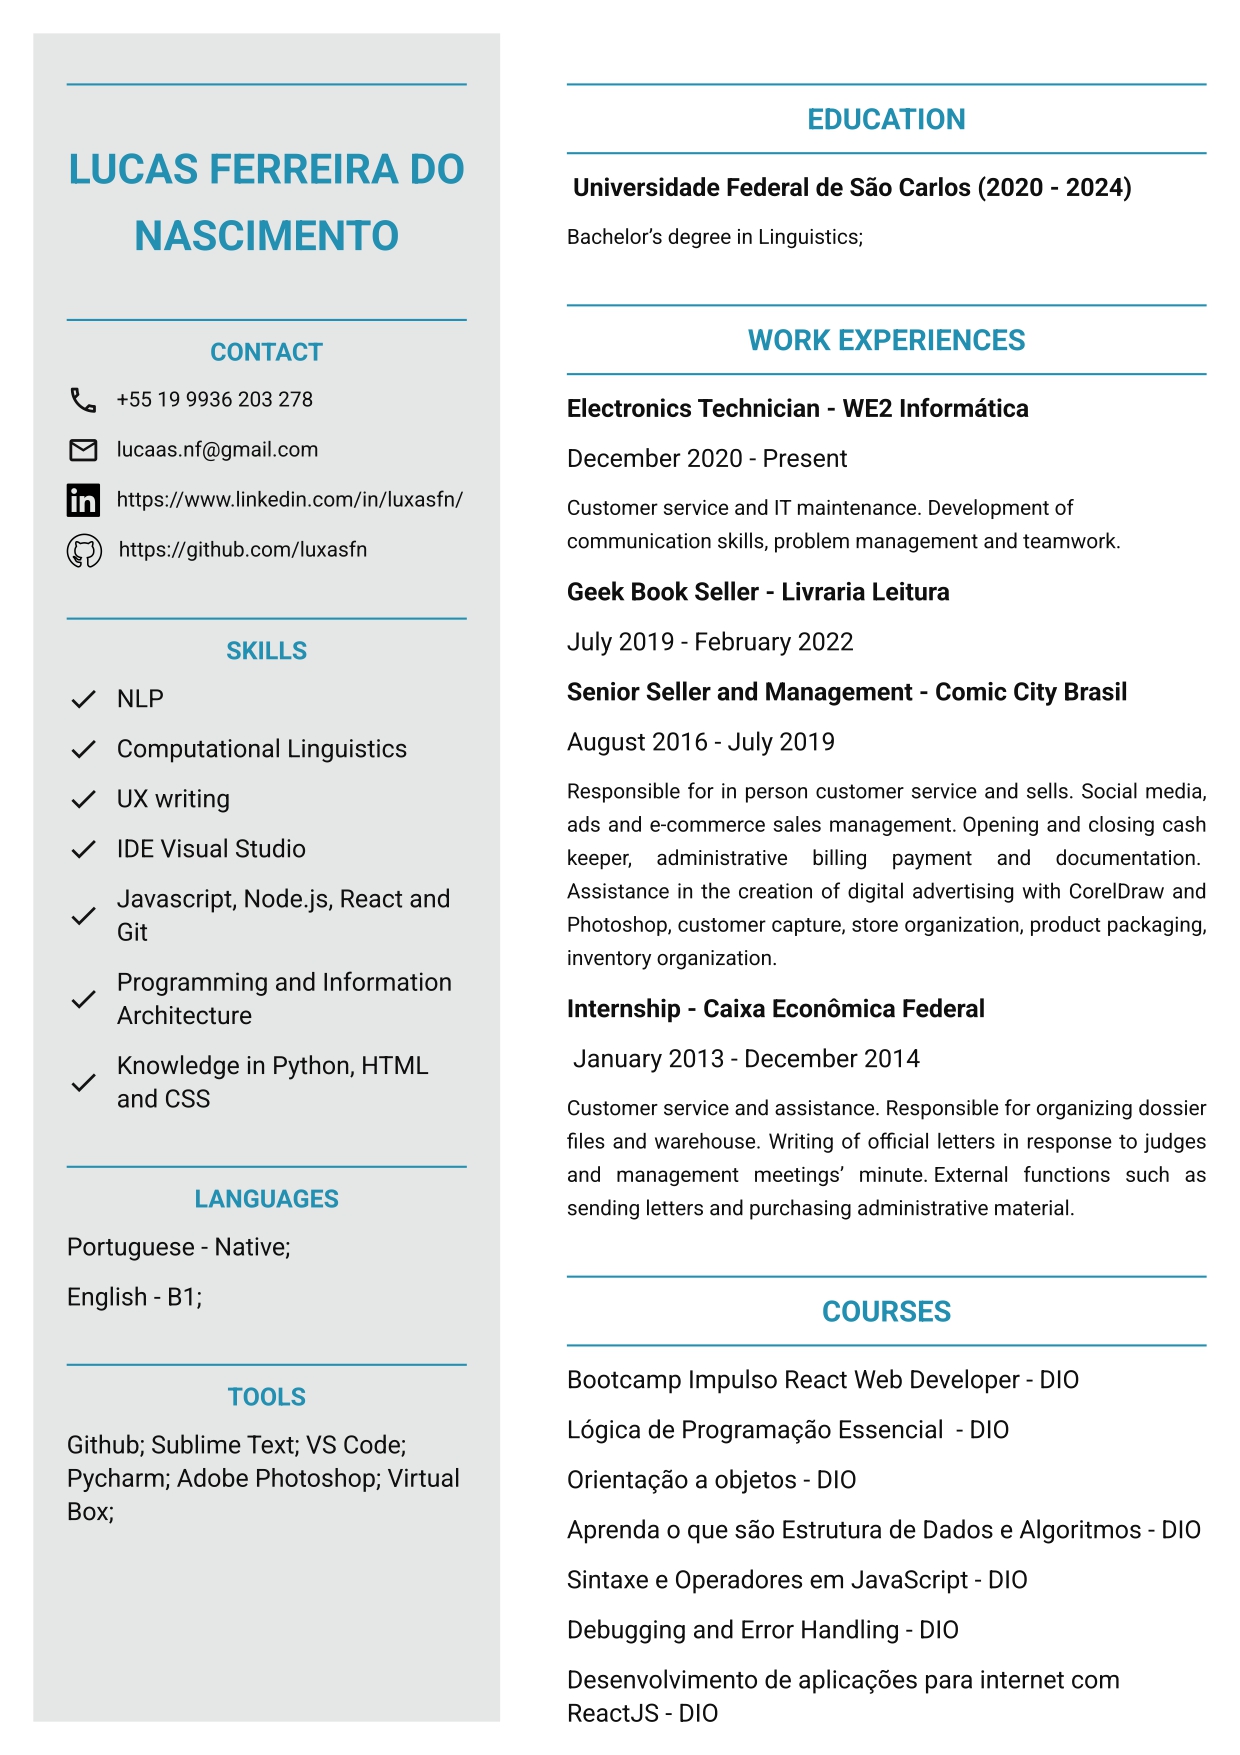 LUCAS FERREIRA DO
NASCIMENTO
CONTACT
+55 19 9936 203 278
lucaas.nf@gmail.com
https://www.linkedin.com/in/luxasfn/
https://github.com/luxasfn
SKILLS
NLP
Computational Linguistics
UX writing
IDE Visual Studio
Javascript, Node.js, React and
Git
Programming and Information
Architecture
Knowledge in Python, HTML
and CSS
LANGUAGES
Portuguese - Native;
English - B1;
TOOLS
Github; Sublime Text; VS Code;
Pycharm; Adobe Photoshop; Virtual
Box;
EDUCATION
Universidade Federal de São Carlos (2020 - 2024)
Bachelor’s degree in Linguistics;
WORK EXPERIENCES
Electronics Technician - WE2 Informática
December 2020 - Present
Customer service and IT maintenance. Development of
communication skills, problem management and teamwork.
Geek Book Seller - Livraria Leitura
July 2019 - February 2022
Senior Seller and Management - Comic City Brasil
August 2016 - July 2019
Responsible for in person customer service and sells. Social media,
ads and e-commerce sales management. Opening and closing cash
keeper, administrative billing payment and documentation.
Assistance in the creation of digital advertising with CorelDraw and
Photoshop, customer capture, store organization, product packaging,
inventory organization.
Internship - Caixa Econômica Federal
January 2013 - December 2014
Customer service and assistance. Responsible for organizing dossier
files and warehouse. Writing of official letters in response to judges
and management meetings’ minute. External functions such as
sending letters and purchasing administrative material.
COURSES
Bootcamp Impulso React Web Developer - DIO
Lógica de Programação Essencial - DIO
Orientação a objetos - DIO
Aprenda o que são Estrutura de Dados e Algoritmos - DIO
Sintaxe e Operadores em JavaScript - DIO
Debugging and Error Handling - DIO
Desenvolvimento de aplicações para internet com
ReactJS - DIO